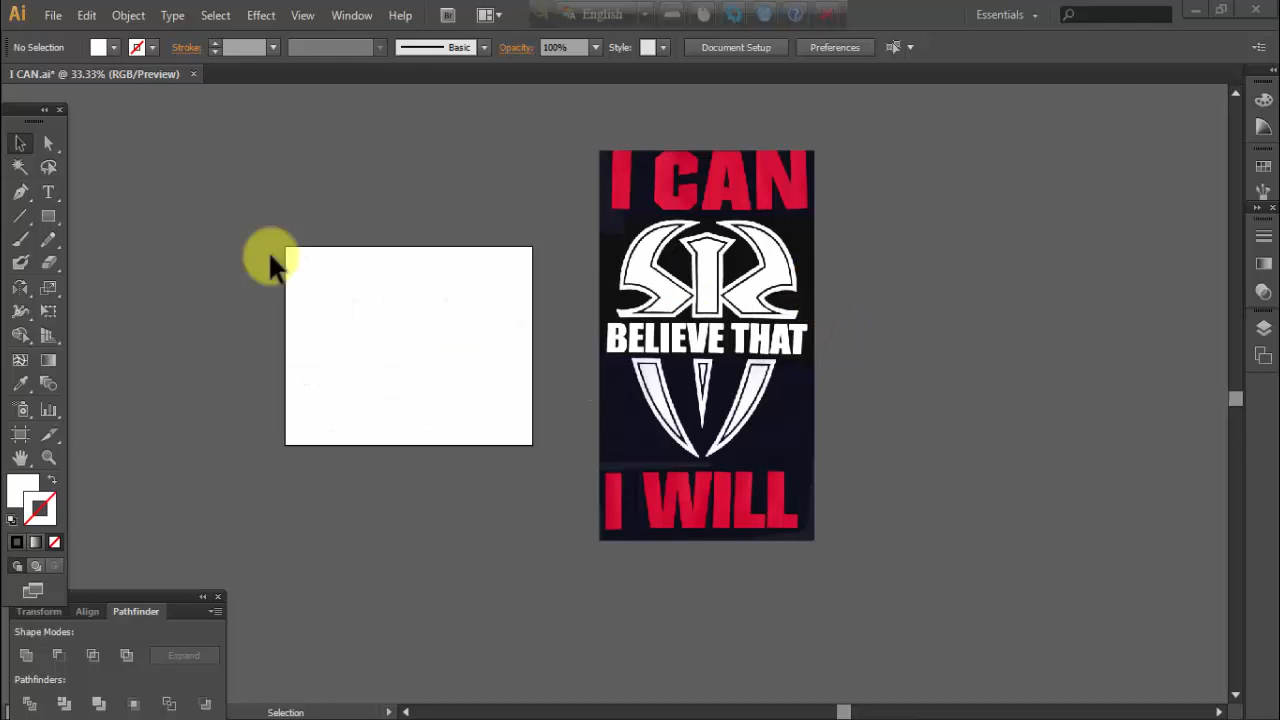 Ai File Edit Object Type Select Effect View Window Help Br English Essentials
No Selection Stroke: Basic Opacity: 100% Style: Document Setup Preferences
I CAN.ai* @ 33.33% (RGB/Preview) ×
I CAN
BELIEVE THAT
I WILL
Transform Align Pathfinder
Shape Modes:
Expand
Pathfinders:
Selection